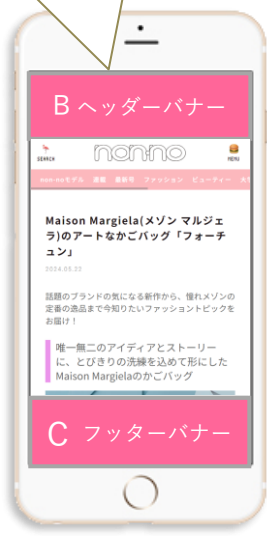 B ヘッダーバナー
SEARCH
non-no
MENU
non-noモデル 連載 最新号 ファッション ビューティー
Maison Margiela(メゾン マルジェ
ラ)のアートなかごバッグ「フォーチ
ュン」
2024.05.22
話題のブランドの気になる新作から、憧れメゾンの
定番の逸品まで今知りたいファッショントピックを
お届け！
唯一無二のアイディアとストーリー
に、とびきりの洗練を込めて形にした
Maison Margielaのかごバッグ
C フッターバナー